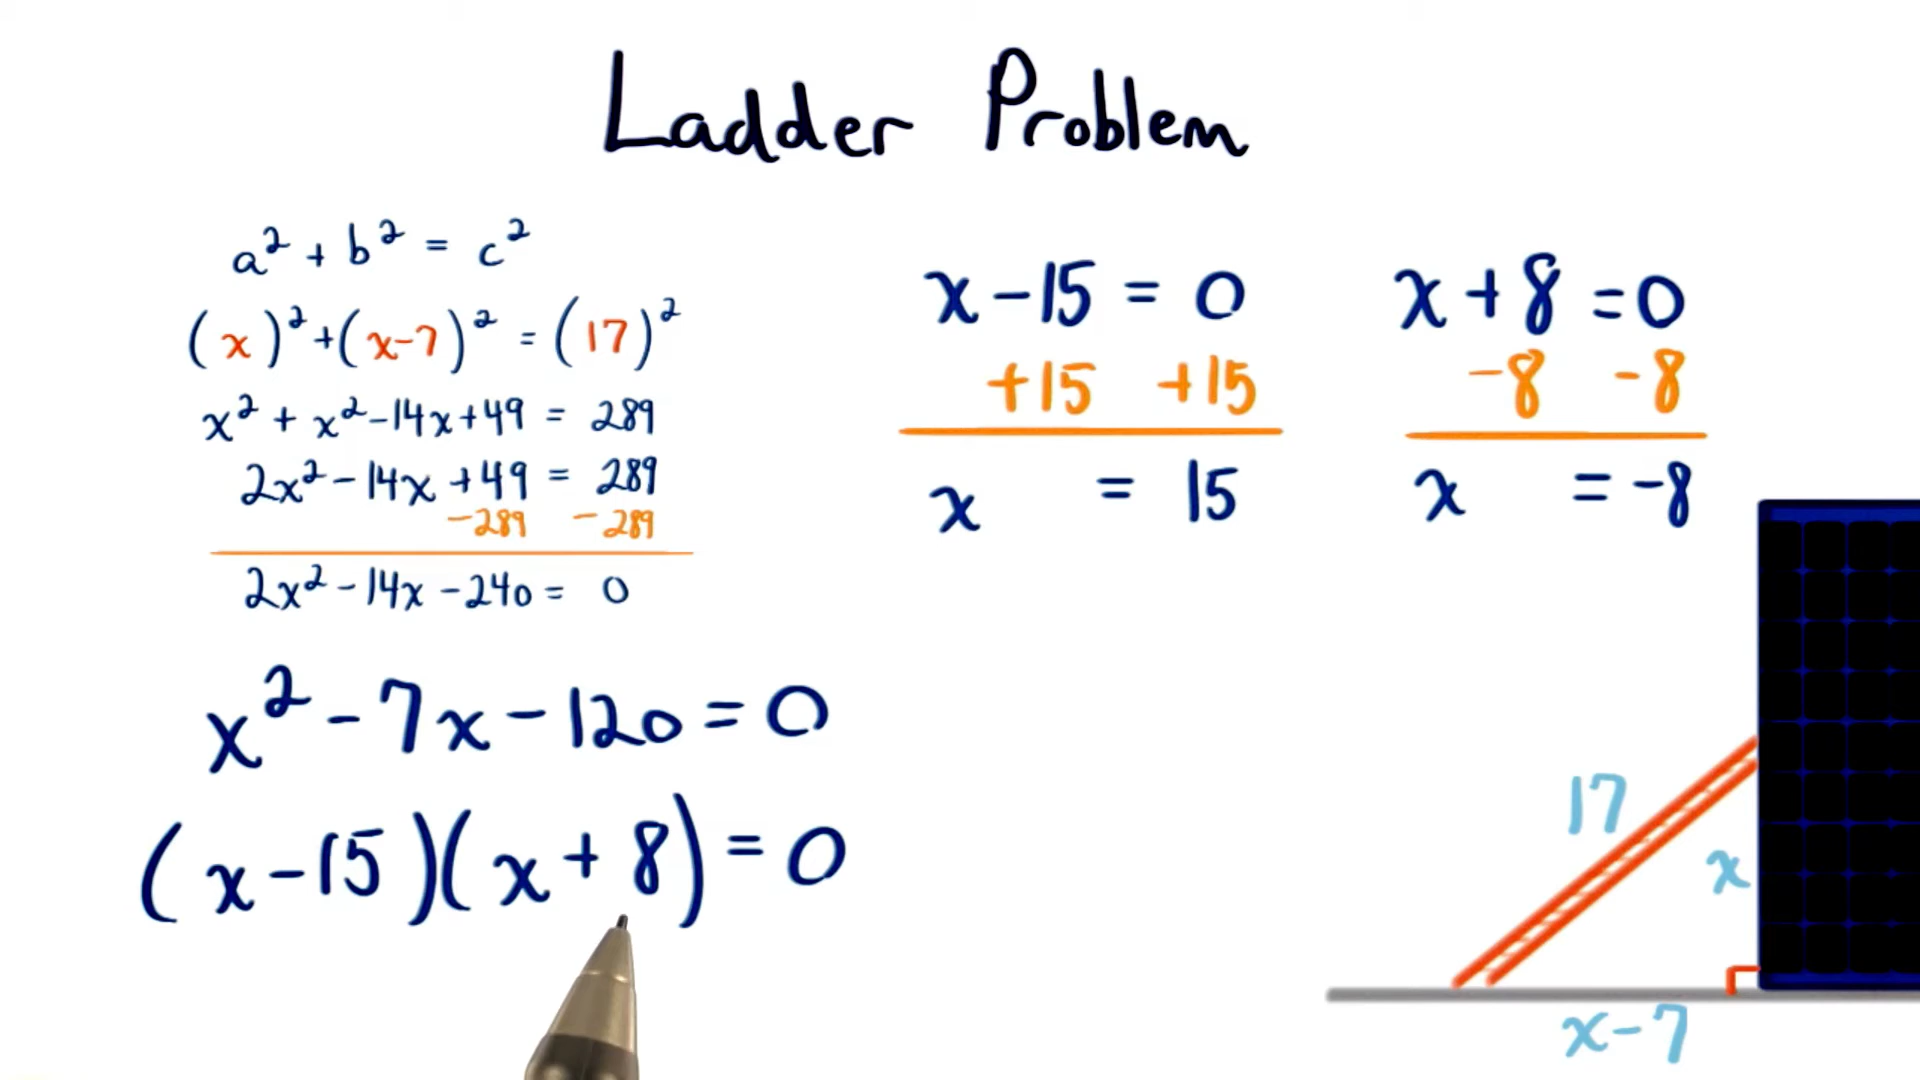 Ladder Problem
a² + b² = c²
(x)² + (x-7)² = (17)²
x² + x² - 14x + 49 = 289
2x² - 14x + 49 = 289
-289 -289
2x² - 14x - 240 = 0
x² - 7x - 120 = 0
(x - 15)(x + 8) = 0
x - 15 = 0
+15 +15
x = 15
x + 8 = 0
-8 -8
x = -8
17
x
x - 7